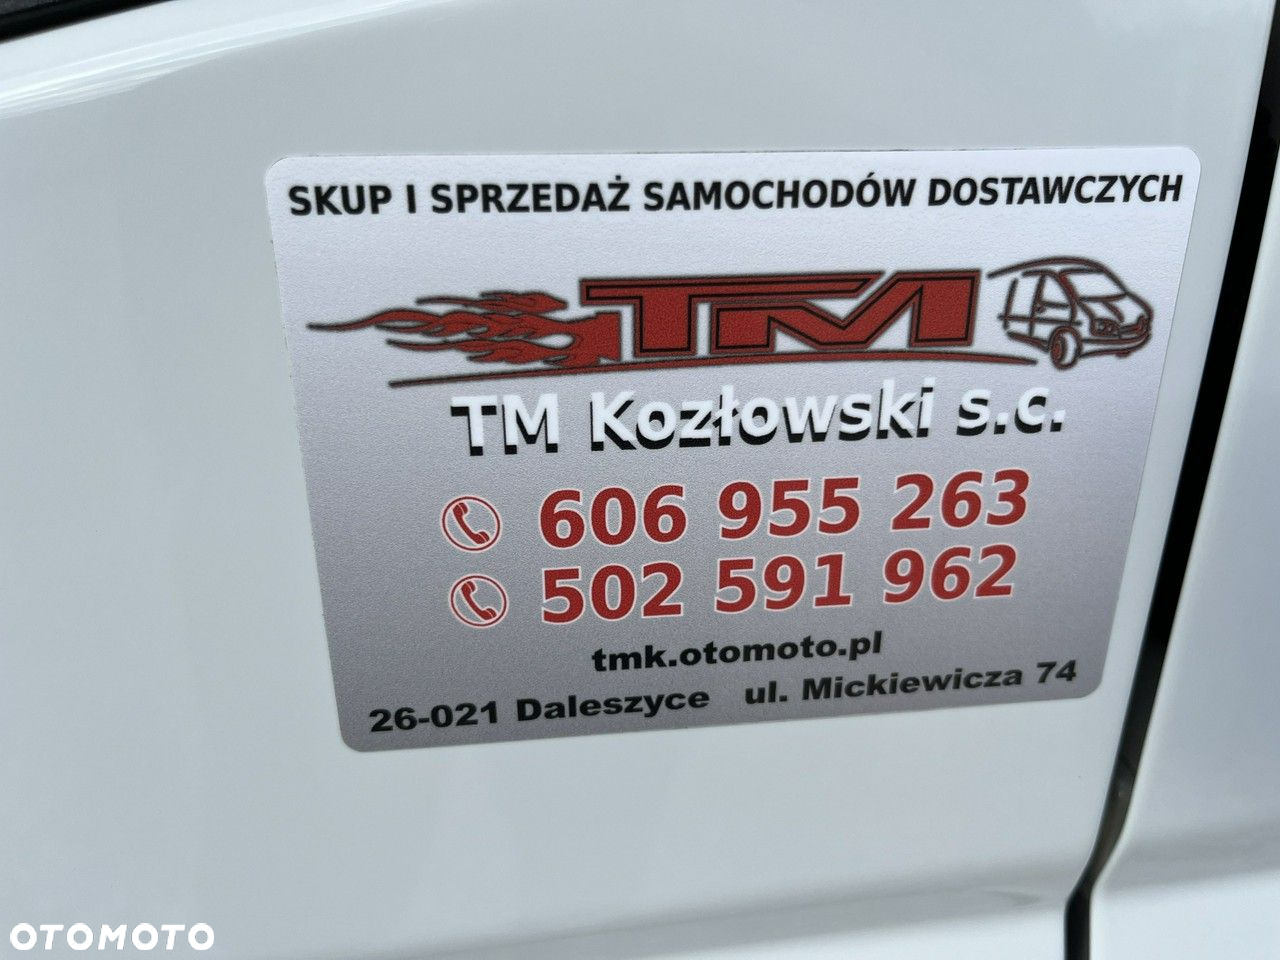 SKUP I SPRZEDAŻ SAMOCHODÓW DOSTAWCZYCH
TM
TM Kozłowski s.c.
606 955 263
502 591 962
tmk.otomoto.pl
26-021 Daleszyce ul. Mickiewicza 74
OTOMOTO